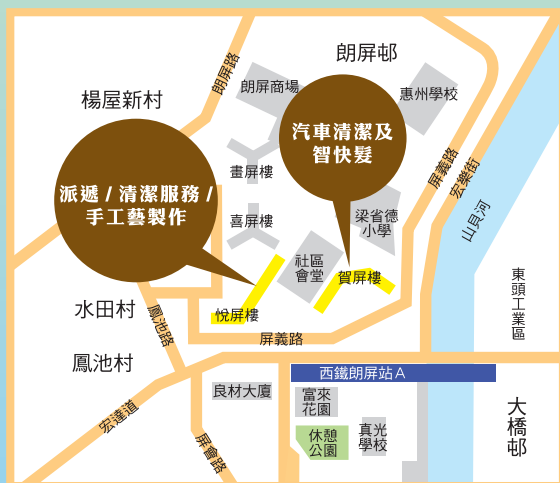 朗屏邨
朗屏路
朗屏商場
惠州學校
楊屋新村
汽車清潔及
智快髮
派遞 / 清潔服務 /
手工藝製作
畫屏樓
屏義路
宏樂街
喜屏樓
梁省德
小學
山貝河
社區
會堂
賀屏樓
東頭工業區
悅屏樓
水田村
鳳池路
屏義路
鳳池村
西鐵朗屏站A
良材大廈
富來
花園
大橋邨
宏達道
屏會路
休憩
公園
真光
學校